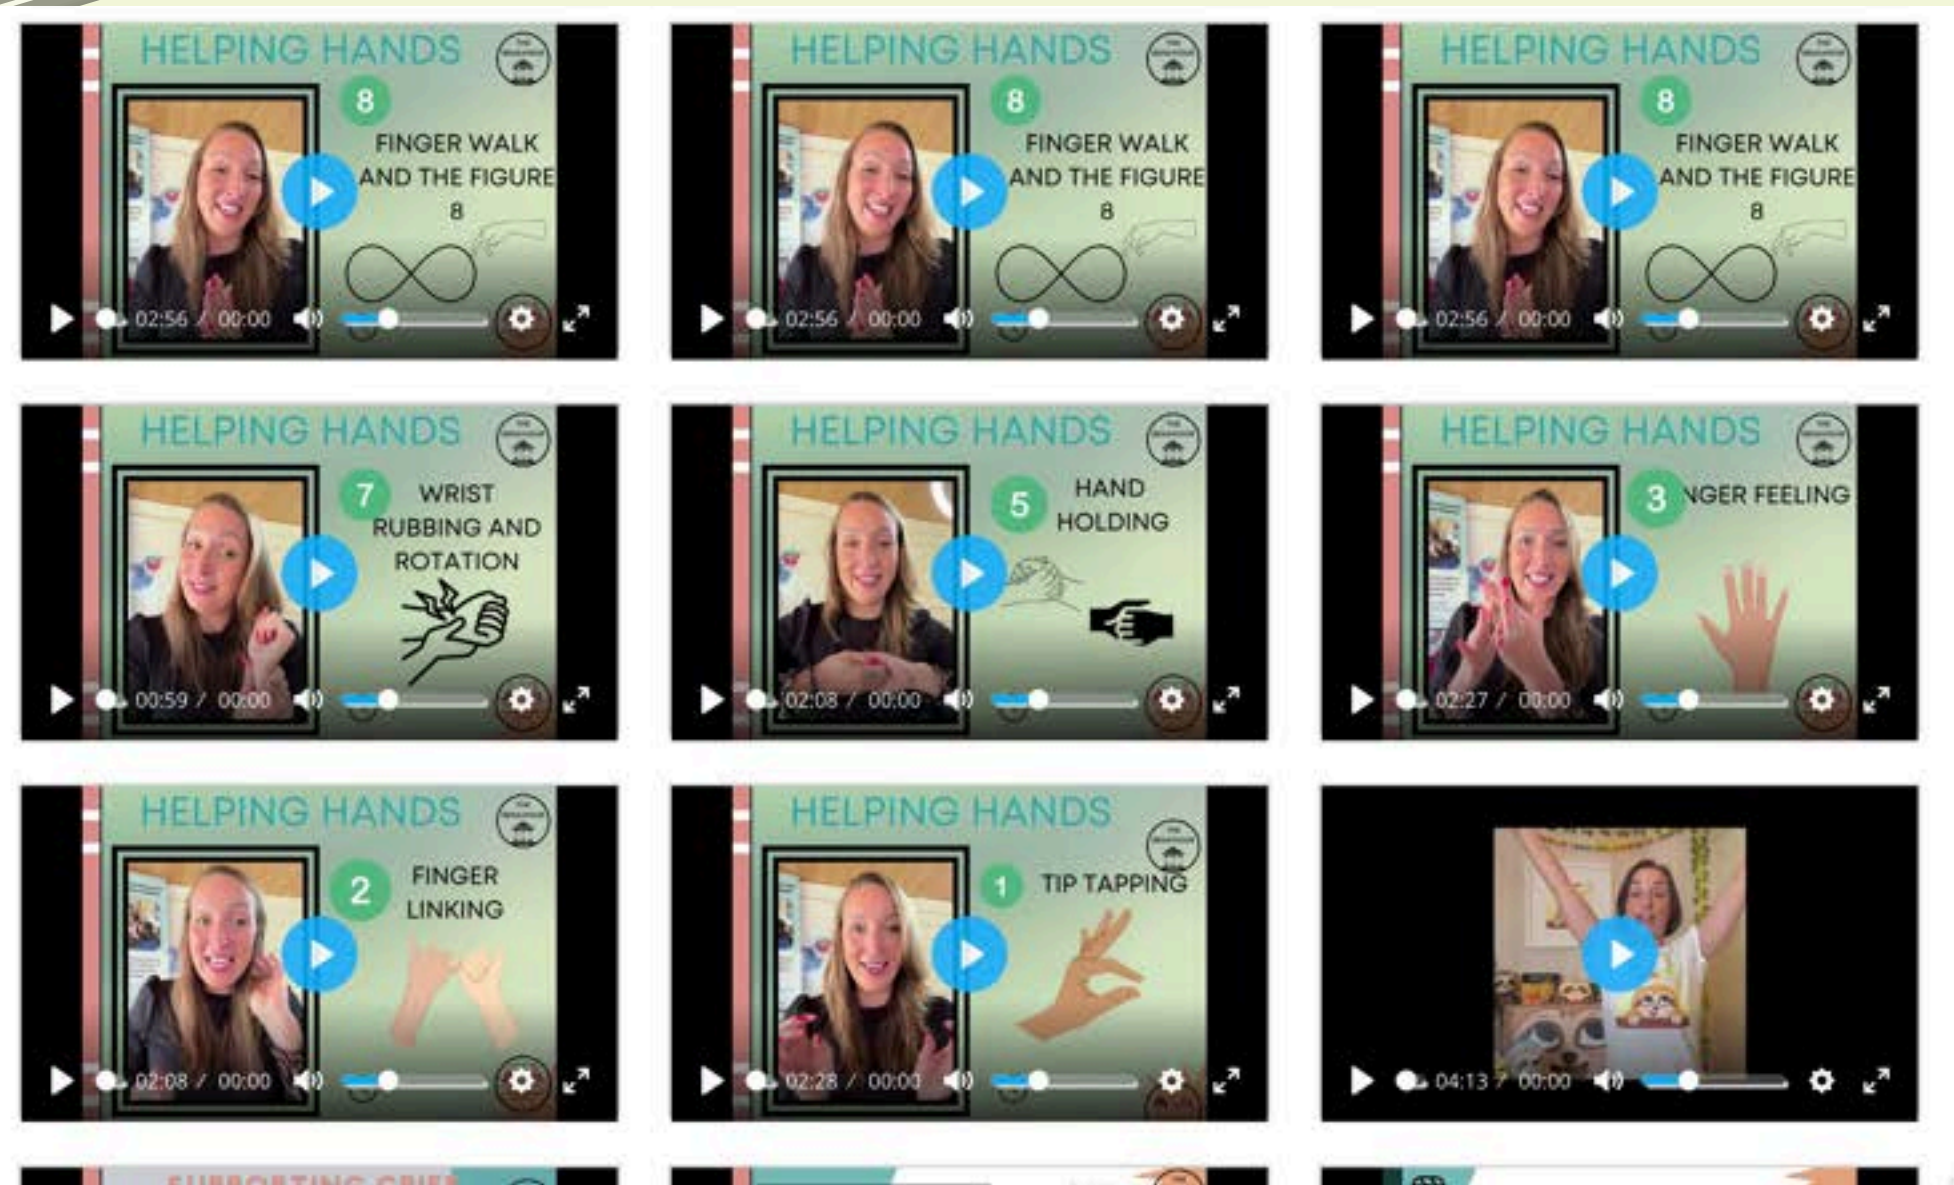 HELPING HANDS
8
FINGER WALK
AND THE FIGURE
8
02:56 / 00:00
HELPING HANDS
8
FINGER WALK
AND THE FIGURE
8
02:56 / 00:00
HELPING HANDS
8
FINGER WALK
AND THE FIGURE
8
02:56 / 00:00
HELPING HANDS
7
WRIST
RUBBING AND
ROTATION
00:59 / 00:00
HELPING HANDS
5
HAND
HOLDING
02:08 / 00:00
HELPING HANDS
3
NGER FEELING
02:27 / 00:00
HELPING HANDS
2
FINGER
LINKING
02:08 / 00:00
HELPING HANDS
1
TIP TAPPING
02:28 / 00:00
04:13 / 00:00
SUPPORTING GRIEF